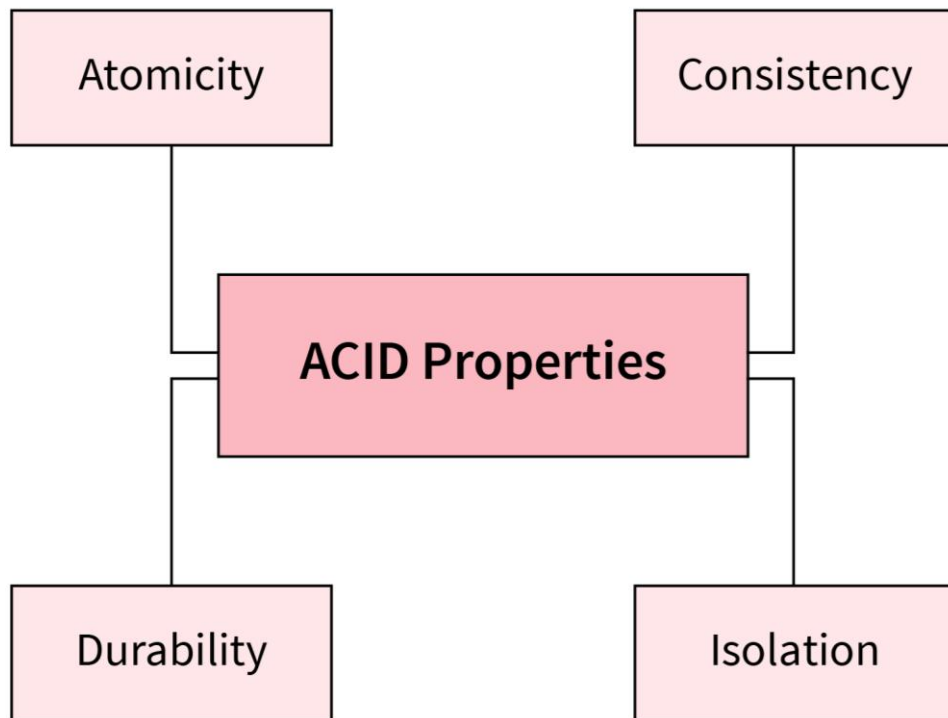 Atomicity
Consistency
ACID Properties
Durability
Isolation